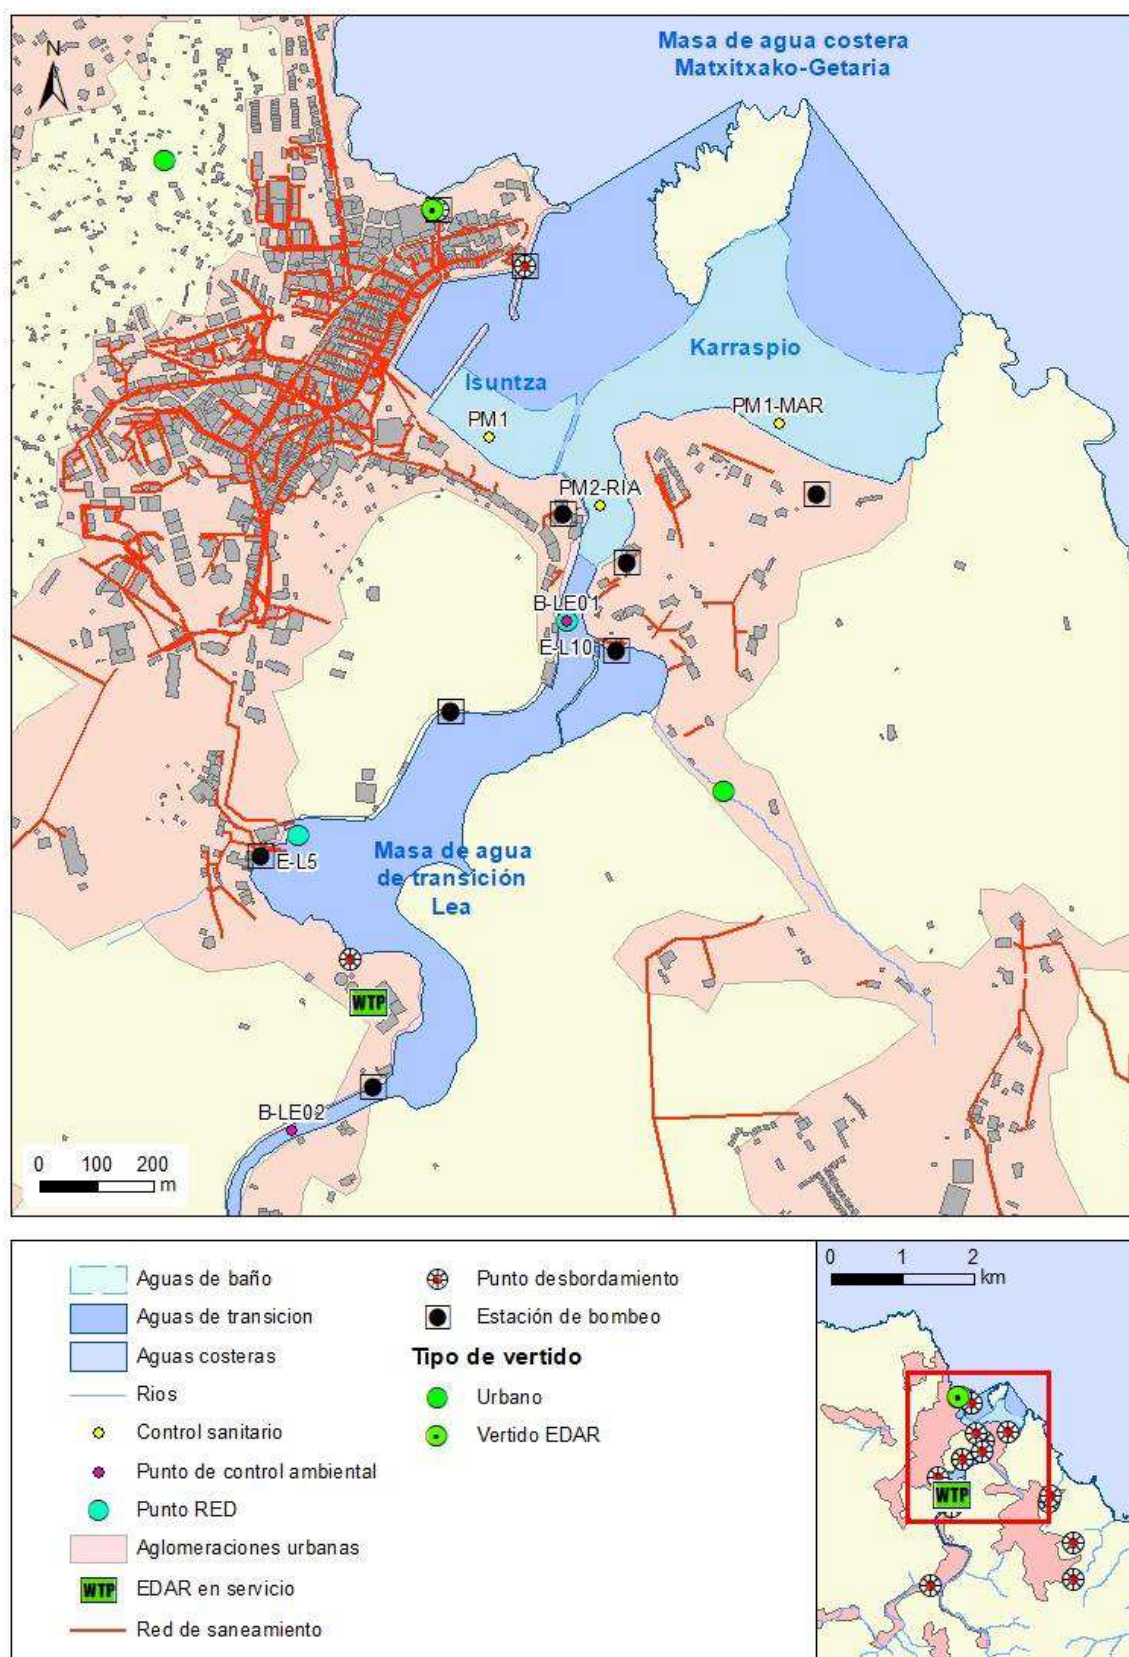 N
Masa de agua costera
Matxitxako-Getaria
Karraspio
Isuntza
PM1-MAR
PM1
PM2-RIA
B-LE01
E-L10
E-L5
Masa de agua
de transición
Lea
WTP
B-LE02
0 100 200
m
Aguas de baño
Aguas de transicion
Aguas costeras
Rios
Control sanitario
Punto de control ambiental
Punto RED
Aglomeraciones urbanas
WTP EDAR en servicio
Red de saneamiento
Punto desbordamiento
Estación de bombeo
Tipo de vertido
Urbano
Vertido EDAR
0 1 2
km
WTP